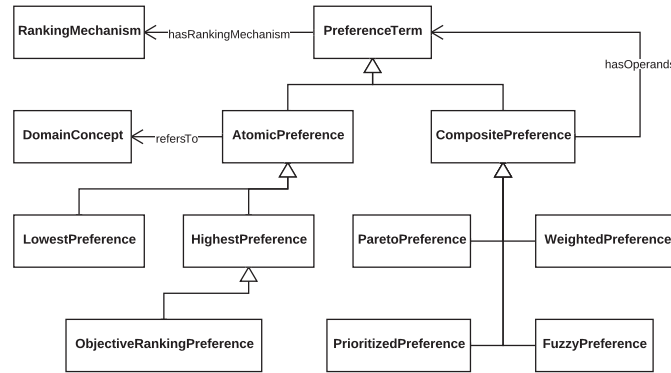 RankingMechanism
hasRankingMechanism
PreferenceTerm
hasOperands
DomainConcept
refersTo
AtomicPreference
CompositePreference
LowestPreference
HighestPreference
ParetoPreference
WeightedPreference
ObjectiveRankingPreference
PrioritizedPreference
FuzzyPreference